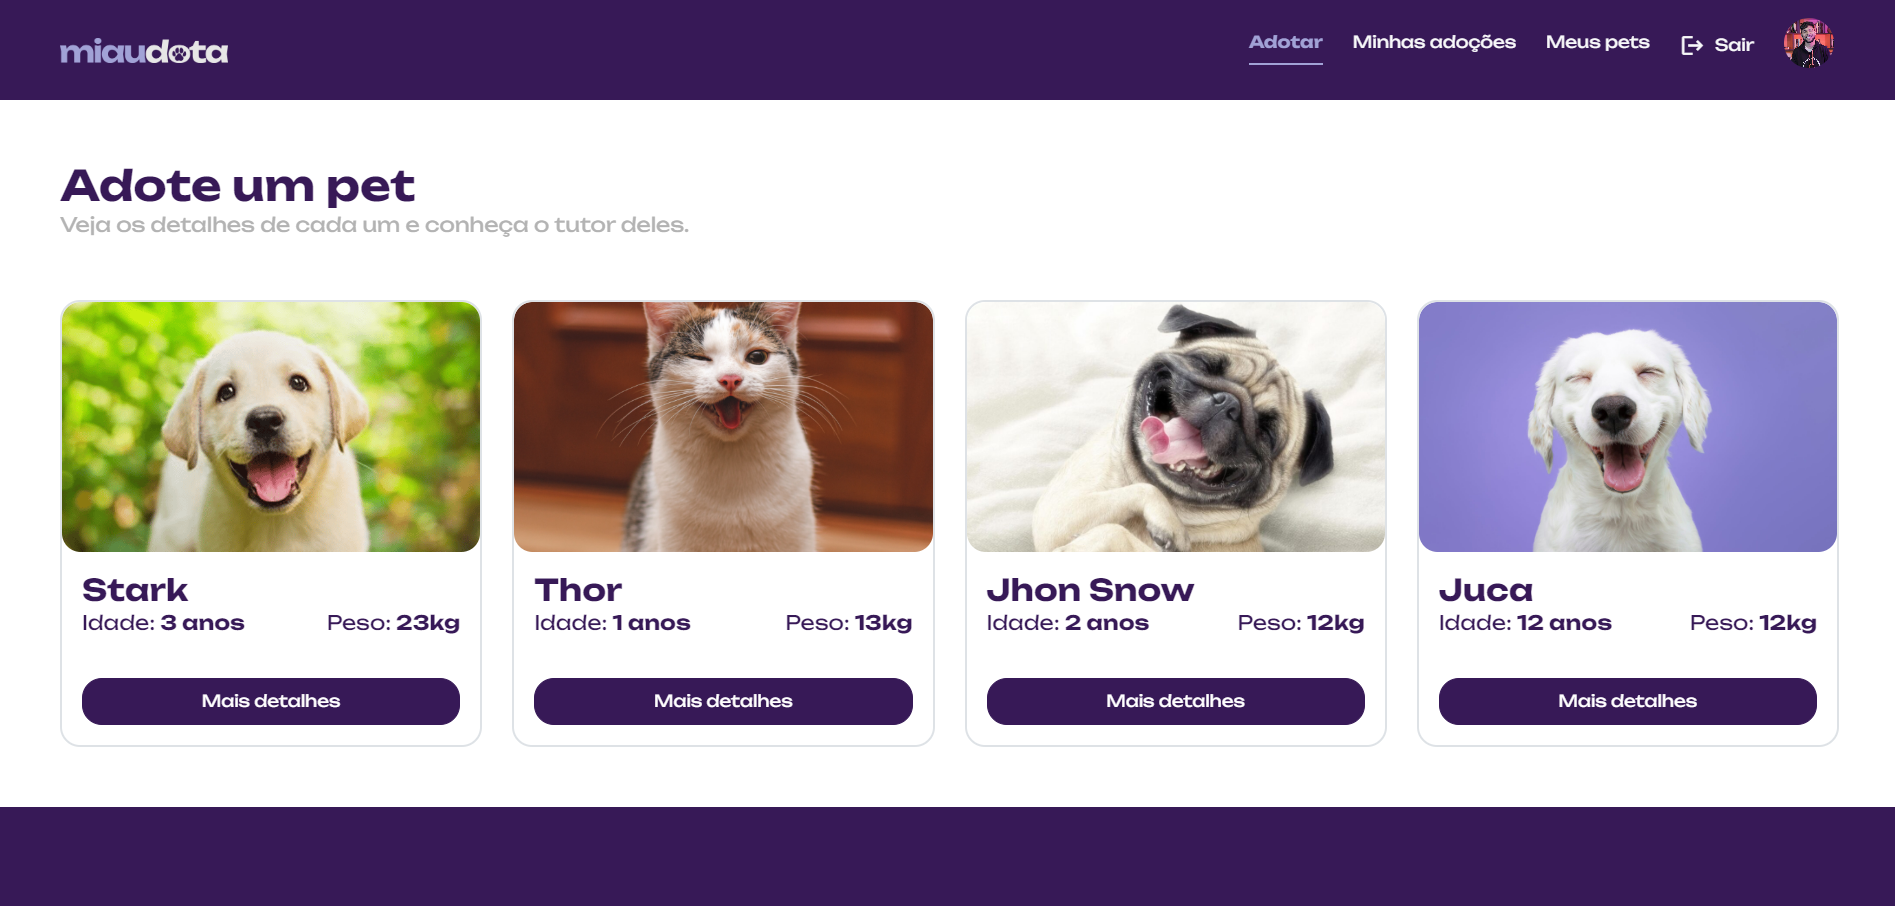 miaudota
Adotar
Minhas adoções
Meus pets
Sair
Adote um pet
Veja os detalhes de cada um e conheça o tutor deles.
Stark
Idade: 3 anos
Peso: 23kg
Mais detalhes
Thor
Idade: 1 anos
Peso: 13kg
Mais detalhes
Jhon Snow
Idade: 2 anos
Peso: 12kg
Mais detalhes
Juca
Idade: 12 anos
Peso: 12kg
Mais detalhes